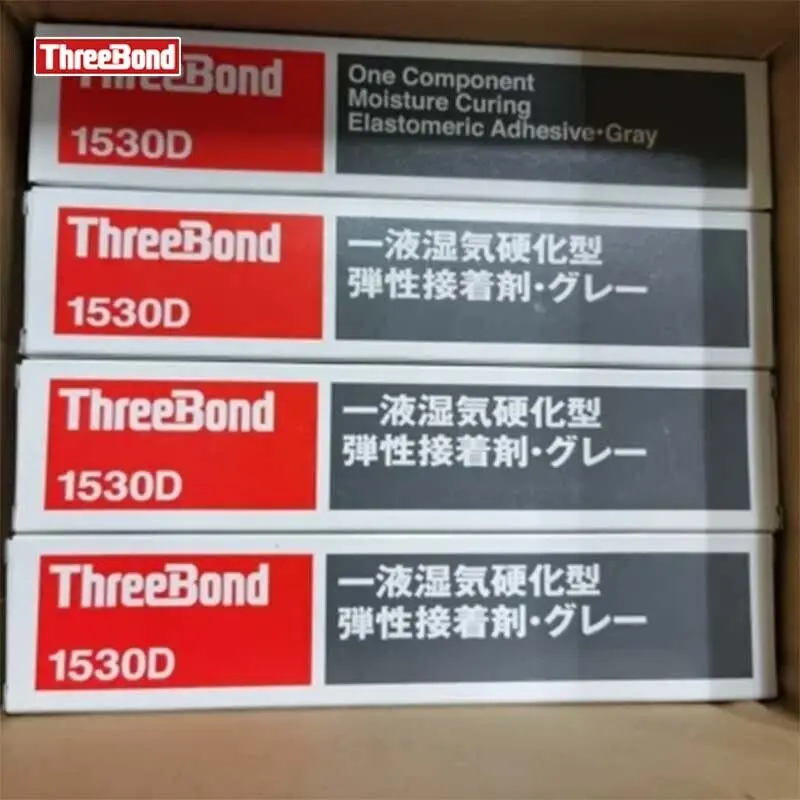 ThreeBond
ThreeBond
1530D
One Component
Moisture Curing
Elastomeric Adhesive・Gray
ThreeBond
1530D
一液湿気硬化型
弾性接着剤・グレー
ThreeBond
1530D
一液湿気硬化型
弾性接着剤・グレー
ThreeBond
1530D
一液湿気硬化型
弾性接着剤・グレー